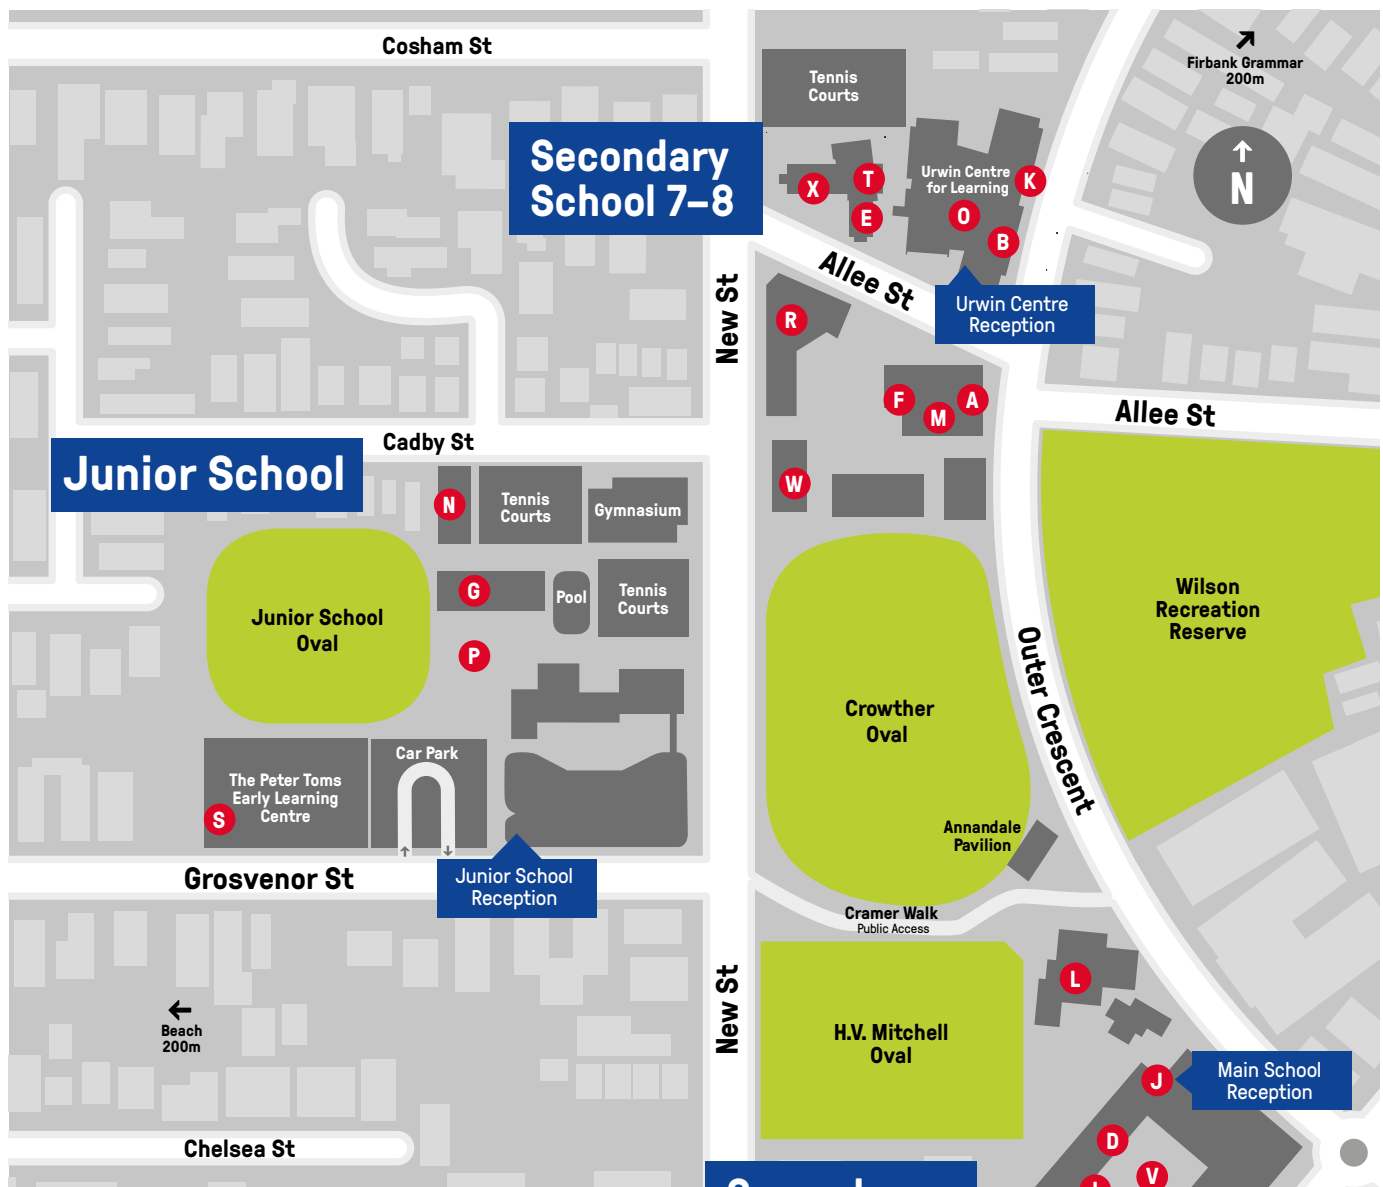 Cosham St
Firbank Grammar
200m
N
Tennis
Courts
Secondary
School 7–8
Urwin Centre
for Learning
X
T
E
K
O
B
Allee St
Urwin Centre
Reception
New St
R
F
M
A
Allee St
Cadby St
Junior School
N
Tennis
Courts
Gymnasium
W
G
Pool
Tennis
Courts
P
Junior School
Oval
Wilson
Recreation
Reserve
Outer Crescent
Crowther
Oval
Car Park
The Peter Toms
Early Learning
Centre
S
Annandale
Pavilion
Grosvenor St
Junior School
Reception
Cramer Walk
Public Access
New St
L
Beach
200m
H.V. Mitchell
Oval
J
Main School
Reception
D
V
Chelsea St